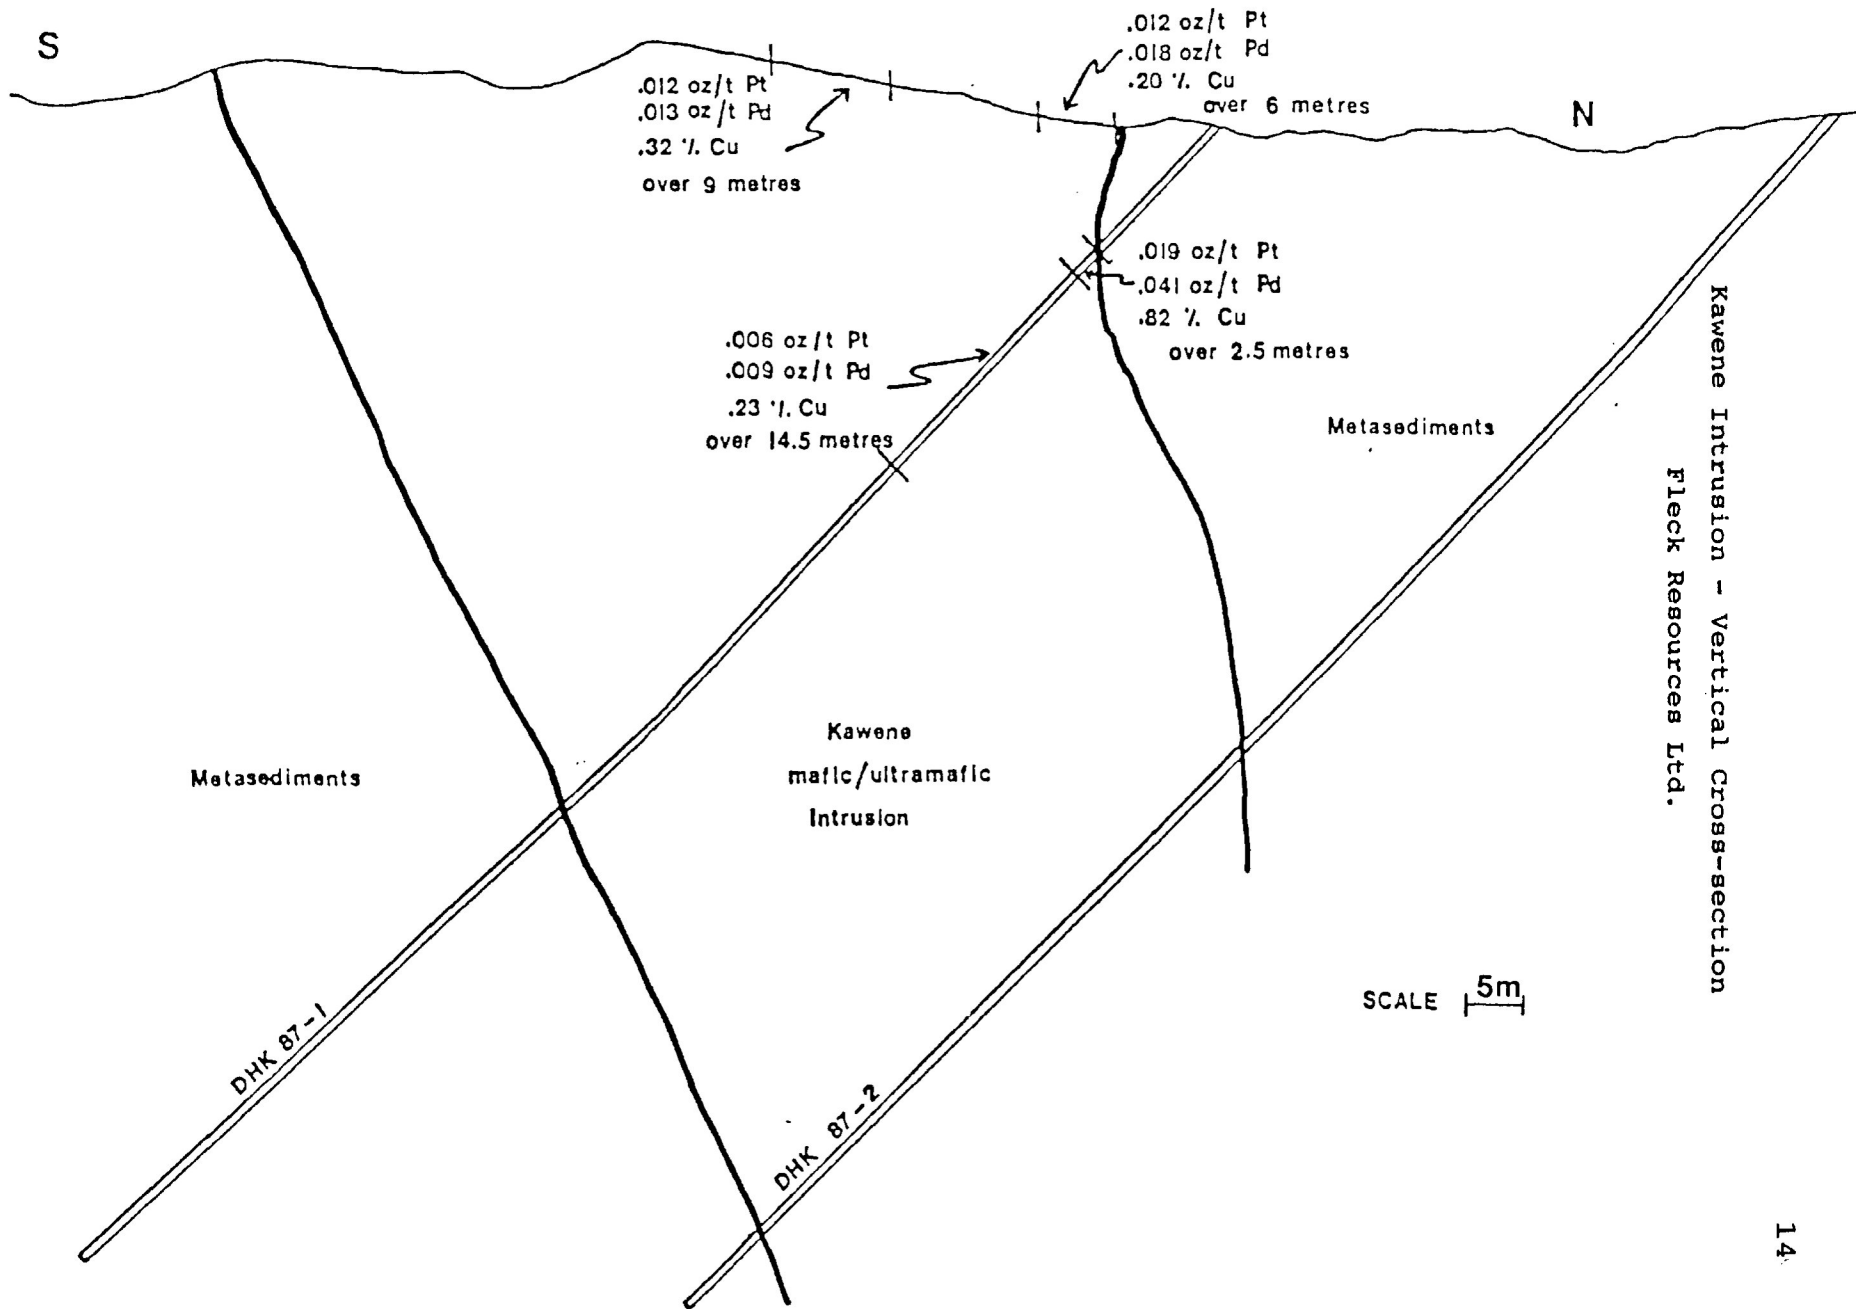 S
.012 oz/t Pt
.013 oz/t Pd
.32 % Cu
over 9 metres
.012 oz/t Pt
.018 oz/t Pd
.20 % Cu
over 6 metres
N
.019 oz/t Pt
.041 oz/t Pd
.82 % Cu
over 2.5 metres
.006 oz/t Pt
.009 oz/t Pd
.23 % Cu
over 14.5 metres
Metasediments
Metasediments
Kawene
mafic/ultramafic
Intrusion
DHK 87-1
DHK 87-2
SCALE 5m
Kawene Intrusion - Vertical Cross-section
Fleck Resources Ltd.
14